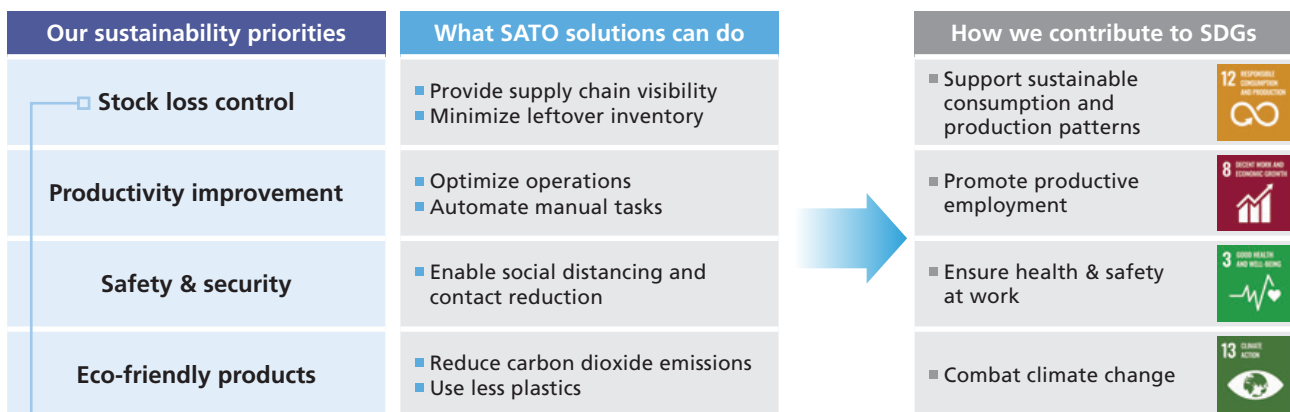 Our sustainability priorities
What SATO solutions can do
How we contribute to SDGs
Stock loss control
Provide supply chain visibility
Minimize leftover inventory
Support sustainable
consumption and
production patterns
12 RESPONSIBLE
CONSUMPTION
AND PRODUCTION
Productivity improvement
Optimize operations
Automate manual tasks
Promote productive
employment
8 DECENT WORK AND
ECONOMIC GROWTH
Safety & security
Enable social distancing and
contact reduction
Ensure health & safety
at work
3 GOOD HEALTH
AND WELL-BEING
Eco-friendly products
Reduce carbon dioxide emissions
Use less plastics
Combat climate change
13 CLIMATE
ACTION